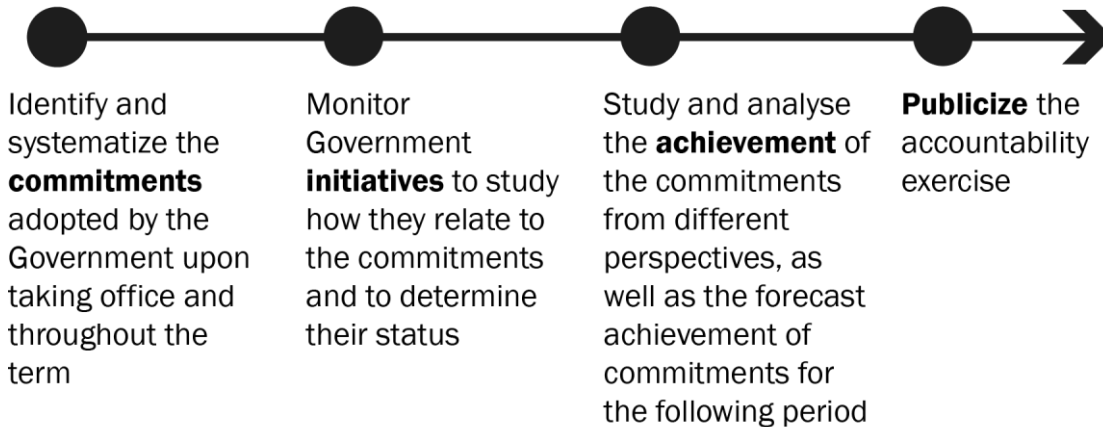 Identify and
systematize the
commitments
adopted by the
Government upon
taking office and
throughout the
term
Monitor
Government
initiatives to study
how they relate to
the commitments
and to determine
their status
Study and analyse
the achievement of
the commitments
from different
perspectives, as
well as the forecast
achievement of
commitments for
the following period
Publicize the
accountability
exercise